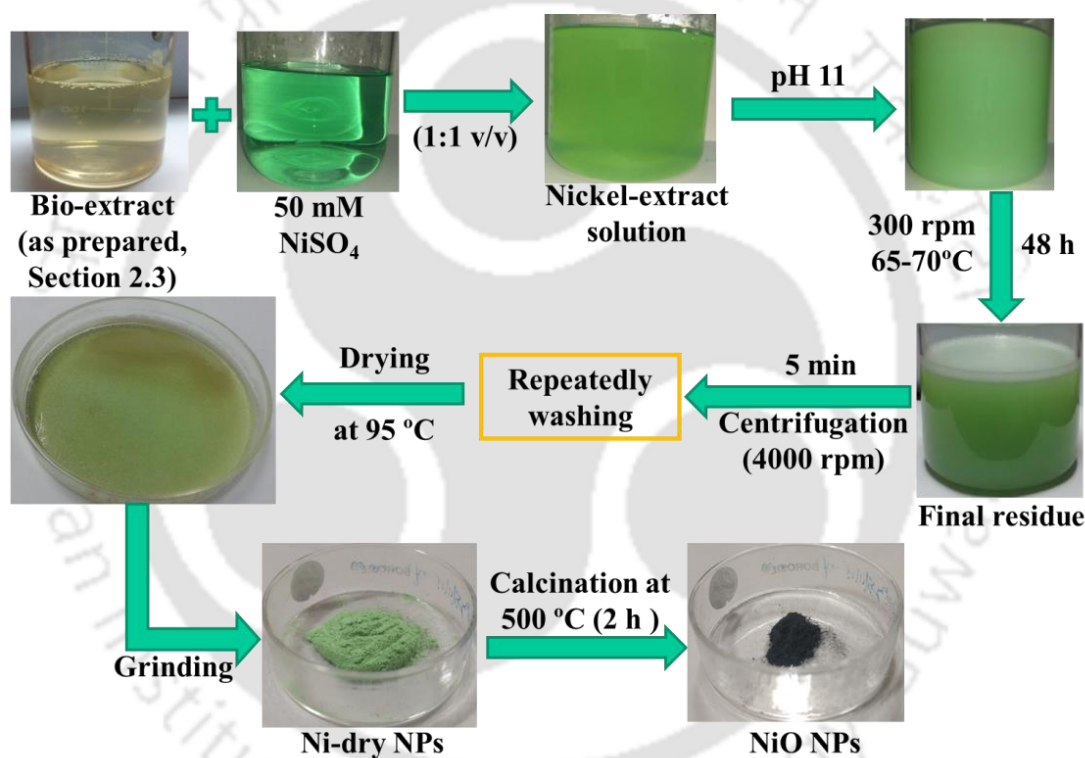 Bio-extract
(as prepared,
Section 2.3)
50 mM
NiSO₄
(1:1 v/v)
Nickel-extract
solution
pH 11
300 rpm
65-70ºC
48 h
Final residue
5 min
Centrifugation
(4000 rpm)
Repeatedly
washing
Drying
at 95 ºC
Grinding
Ni-dry NPs
Calcination at
500 ºC (2 h )
NiO NPs